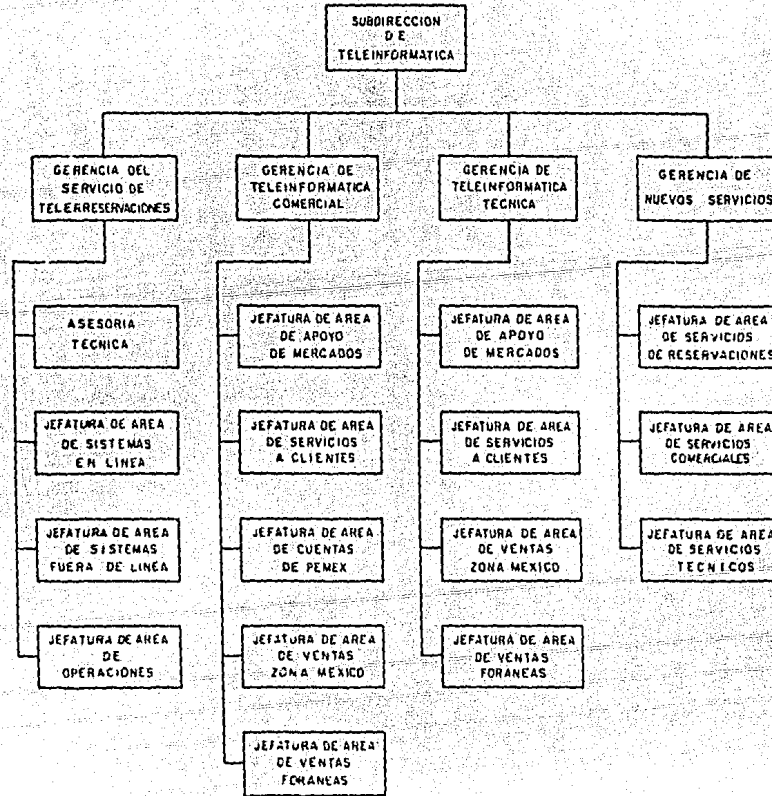 SUBDIRECCION
D E
TELEINFORMATICA
GERENCIA DEL
SERVICIO DE
TELERRESERVACIONES
GERENCIA DE
TELEINFORMATICA
COMERCIAL
GERENCIA DE
TELEINFORMATICA
TECNICA
GERENCIA DE
NUEVOS SERVICIOS
ASESORIA
TECNICA
JEFATURA DE AREA
DE SISTEMAS
EN LINEA
JEFATURA DE AREA
DE SISTEMAS
FUERA DE LINEA
JEFATURA DE AREA
DE
OPERACIONES
JEFATURA DE AREA
DE APOYO
DE MERCADOS
JEFATURA DE AREA
DE SERVICIOS
A CLIENTES
JEFATURA DE AREA
DE CUENTAS
DE PEMEX
JEFATURA DE AREA
DE VENTAS
ZONA MEXICO
JEFATURA DE AREA
DE VENTAS
FORANEAS
JEFATURA DE AREA
DE APOYO
DE MERCADOS
JEFATURA DE AREA
DE SERVICIOS
A CLIENTES
JEFATURA DE AREA
DE VENTAS
ZONA MEXICO
JEFATURA DE AREA
DE VENTAS
FORANEAS
JEFATURA DE AREA
DE SERVICIOS
DE RESERVACIONES
JEFATURA DE AREA
DE SERVICIOS
COMERCIALES
JEFATURA DE AREA
DE SERVICIOS
TECNICOS